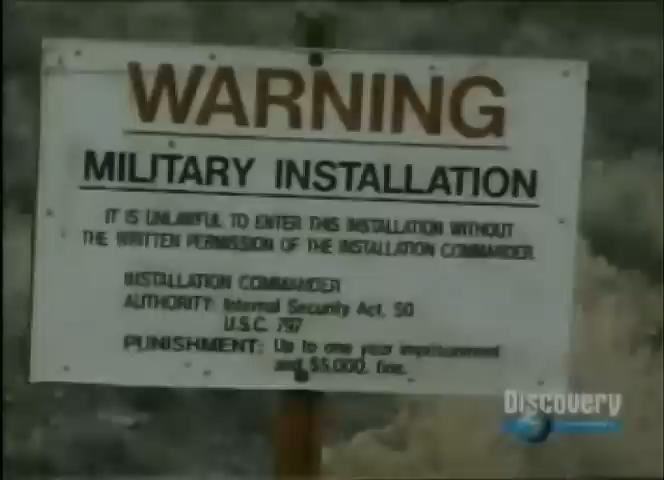 WARNING
MILITARY INSTALLATION
IT IS UNLAWFUL TO ENTER THIS INSTALLATION WITHOUT
THE WRITTEN PERMISSION OF THE INSTALLATION COMMANDER.
INSTALLATION COMMANDER
AUTHORITY: Internal Security Act, 50
U.S.C. 797
PUNISHMENT: Up to one year imprisonment
and $5,000. fine.
Discovery